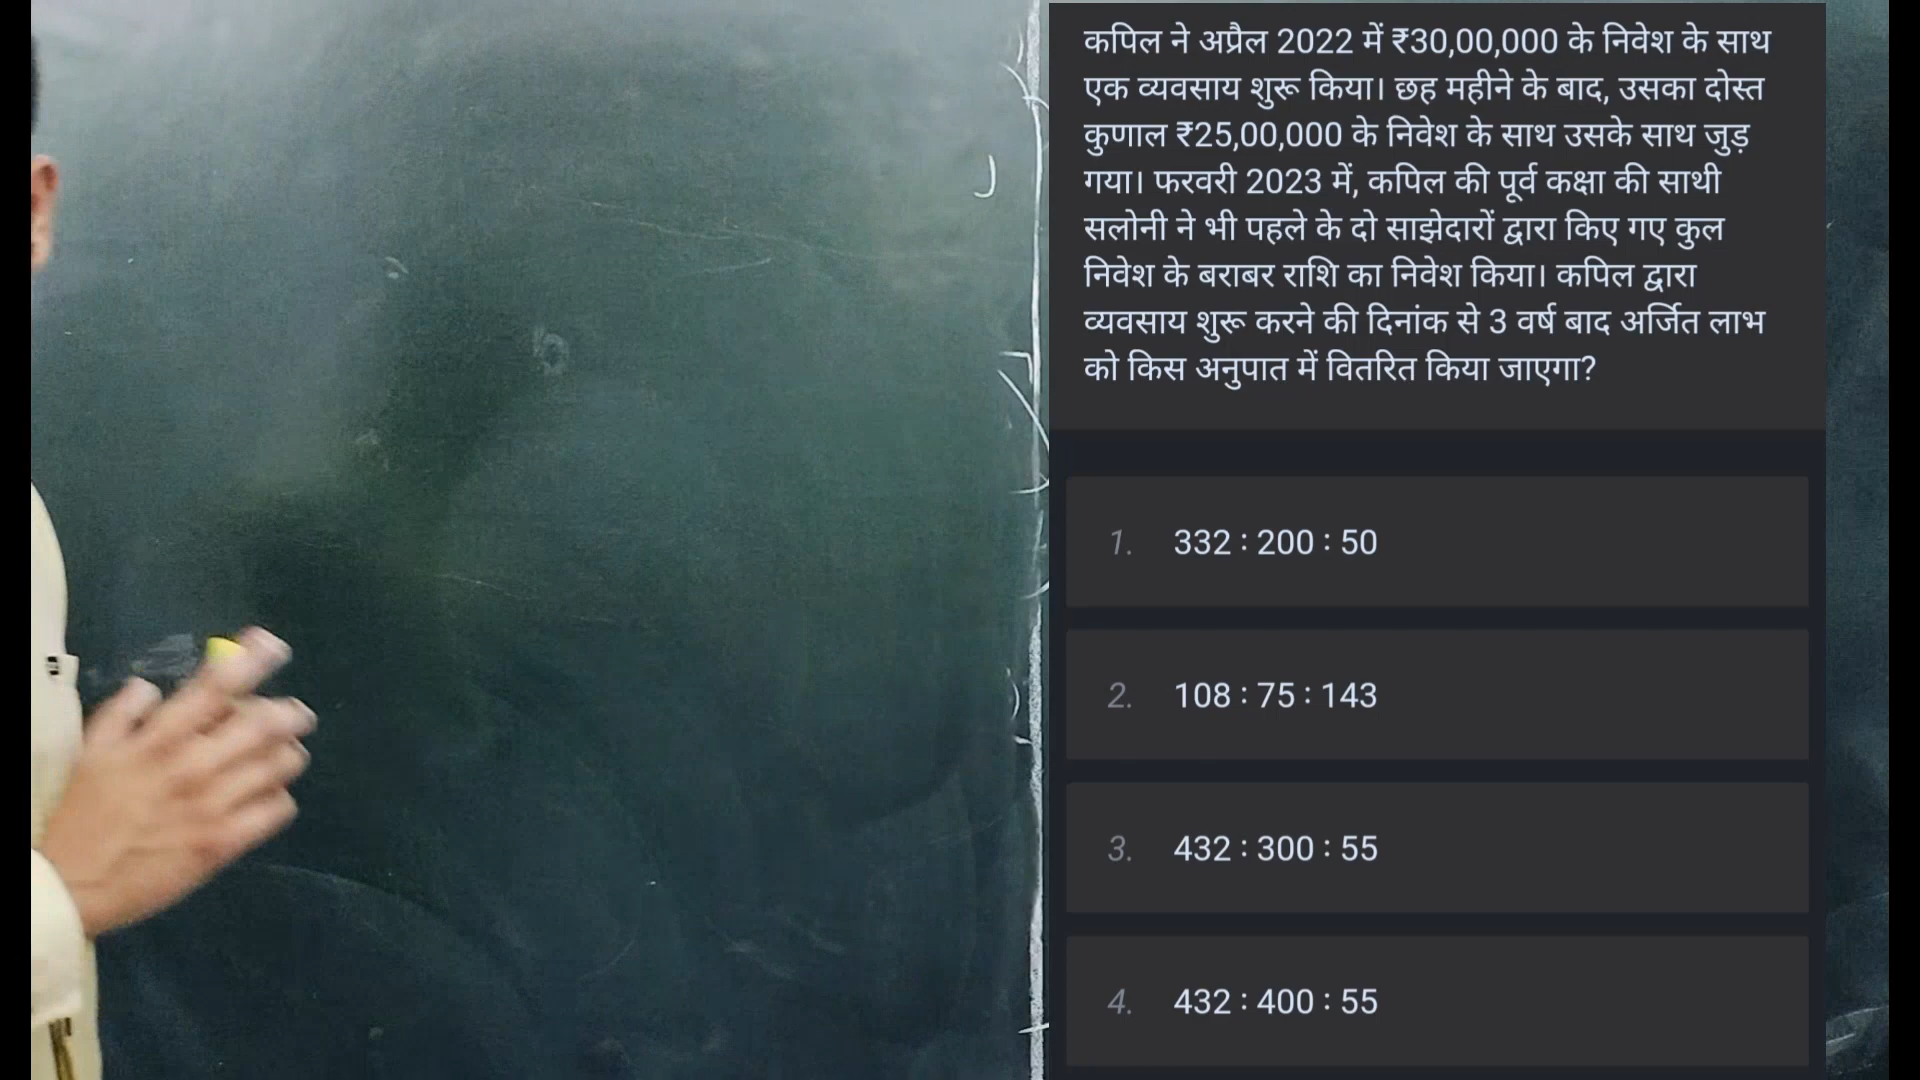 कपिल ने अप्रैल 2022 में ₹30,00,000 के निवेश के साथ
एक व्यवसाय शुरू किया। छह महीने के बाद, उसका दोस्त
कुणाल ₹25,00,000 के निवेश के साथ उसके साथ जुड़
गया। फरवरी 2023 में, कपिल की पूर्व कक्षा की साथी
सलोनी ने भी पहले के दो साझेदारों द्वारा किए गए कुल
निवेश के बराबर राशि का निवेश किया। कपिल द्वारा
व्यवसाय शुरू करने की दिनांक से 3 वर्ष बाद अर्जित लाभ
को किस अनुपात में वितरित किया जाएगा?
1. 332 : 200 : 50
2. 108 : 75 : 143
3. 432 : 300 : 55
4. 432 : 400 : 55